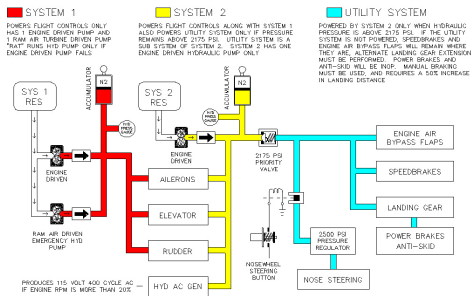 SYSTEM 1
POWERS FLIGHT CONTROLS ONLY
HAS 1 ENGINE DRIVEN PUMP AND
1 RAM AIR TURBINE DRIVEN PUMP
"RAT" RUNS HYD PUMP ONLY IF
ENGINE DRIVEN PUMP FAILS.
SYSTEM 2
POWERS FLIGHT CONTROLS ALONG WITH SYSTEM 1
ALSO POWERS UTILITY SYSTEM ONLY IF PRESSURE
REMAINS ABOVE 2175 PSI. UTILITY SYSTEM IS A
SUB SYSTEM OF SYSTEM 2. SYSTEM 2 HAS ONE
ENGINE DRIVEN HYDRAULIC PUMP ONLY
UTILITY SYSTEM
POWERED BY SYSTEM 2 ONLY WHEN HYDRAULIC
PRESSURE IS ABOVE 2175 PSI. IF THE UTILITY
SYSTEM IS NOT POWERED, SPEEDBRAKES AND
ENGINE AIR BYPASS FLAPS WILL REMAIN WHERE
THEY ARE, ALTERNATE LANDING GEAR EXTENSION
MUST BE PERFORMED. POWER BRAKES AND
ANTI-SKID WILL BE INOP. MANUAL BRAKING
MUST BE USED, AND REQUIRES A 50% INCREASE
IN LANDING DISTANCE
SYS 1
RES
ACCUMULATOR
N2
HYD
PRESS
GAUGE
ENGINE
DRIVEN
RAM AIR DRIVEN
EMERGENCY HYD
PUMP
SYS 2
RES
ACCUMULATOR
N2
HYD
PRESS
GAUGE
ENGINE
DRIVEN
2175 PSI
PRIORITY
VALVE
AILERONS
ELEVATOR
RUDDER
HYD AC GEN
PRODUCES 115 VOLT 400 CYCLE AC
IF ENGINE RPM IS MORE THAN 20%
NOSEWHEEL
STEERING
BUTTON
2500 PSI
PRESSURE
REGULATOR
NOSE STEERING
ENGINE AIR
BYPASS FLAPS
SPEEDBRAKES
LANDING GEAR
POWER BRAKES
ANTI-SKID